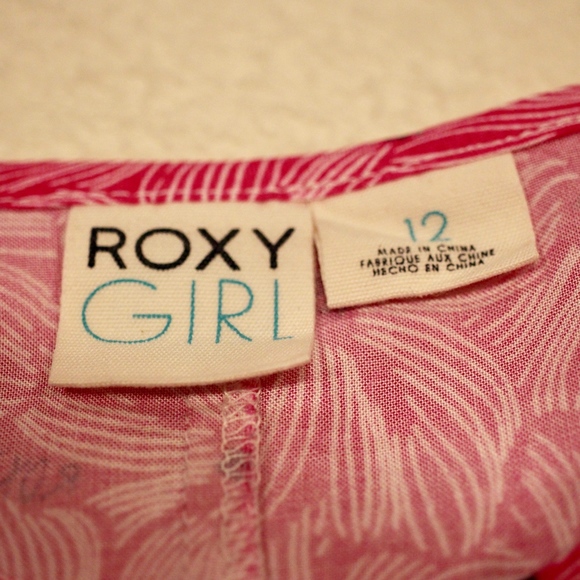 ROXY
GIRL
12
MADE IN CHINA
FABRIQUE AUX CHINE
HECHO EN CHINA